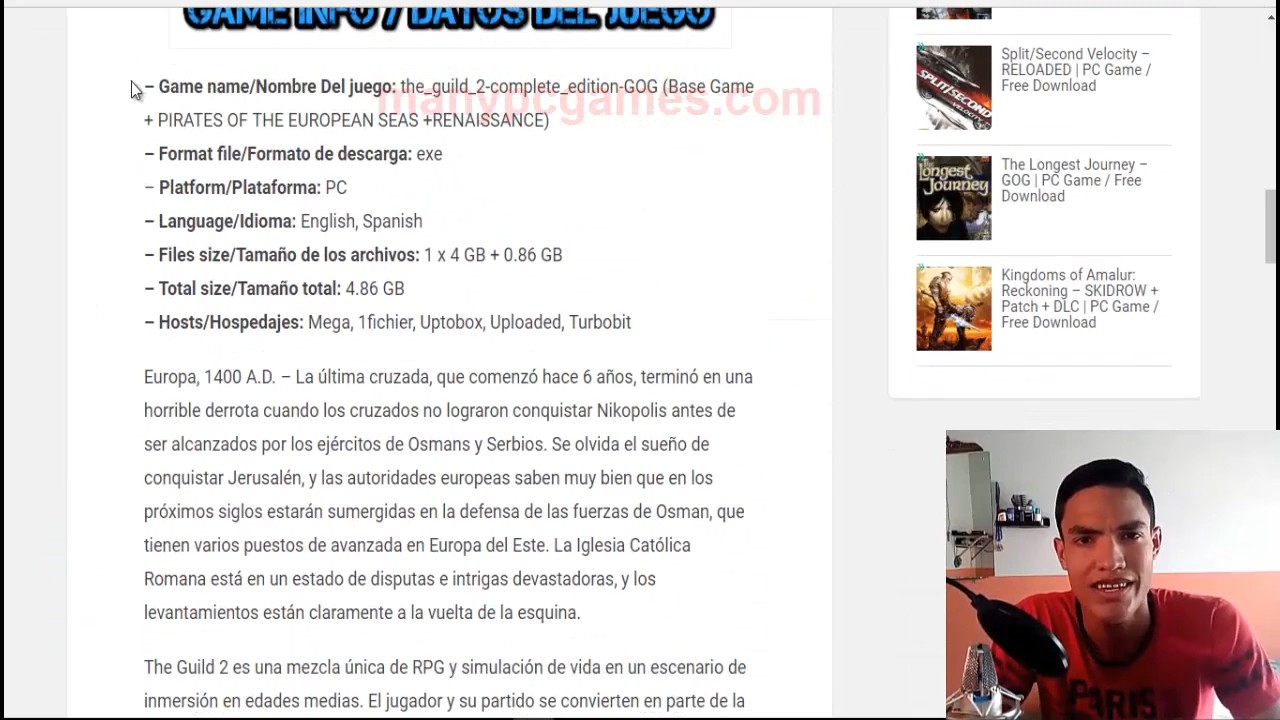 GAME INFO / DATOS DEL JUEGO
– Game name/Nombre Del juego: the_guild_2-complete_edition-GOG (Base Game
+ PIRATES OF THE EUROPEAN SEAS +RENAISSANCE)
manypcgames.com
– Format file/Formato de descarga: exe
– Platform/Plataforma: PC
– Language/Idioma: English, Spanish
– Files size/Tamaño de los archivos: 1 x 4 GB + 0.86 GB
– Total size/Tamaño total: 4.86 GB
– Hosts/Hospedajes: Mega, 1fichier, Uptobox, Uploaded, Turbobit
Europa, 1400 A.D. – La última cruzada, que comenzó hace 6 años, terminó en una
horrible derrota cuando los cruzados no lograron conquistar Nikopolis antes de
ser alcanzados por los ejércitos de Osmans y Serbios. Se olvida el sueño de
conquistar Jerusalén, y las autoridades europeas saben muy bien que en los
próximos siglos estarán sumergidas en la defensa de las fuerzas de Osman, que
tienen varios puestos de avanzada en Europa del Este. La Iglesia Católica
Romana está en un estado de disputas e intrigas devastadoras, y los
levantamientos están claramente a la vuelta de la esquina.
The Guild 2 es una mezcla única de RPG y simulación de vida en un escenario de
inmersión en edades medias. El jugador y su partido se convierten en parte de la
SPLIT/SECOND
VELOCITY
Split/Second Velocity –
RELOADED | PC Game /
Free Download
The Longest Journey
The Longest Journey –
GOG | PC Game / Free
Download
Kingdoms of Amalur:
Reckoning – SKIDROW +
Patch + DLC | PC Game /
Free Download
PARIS